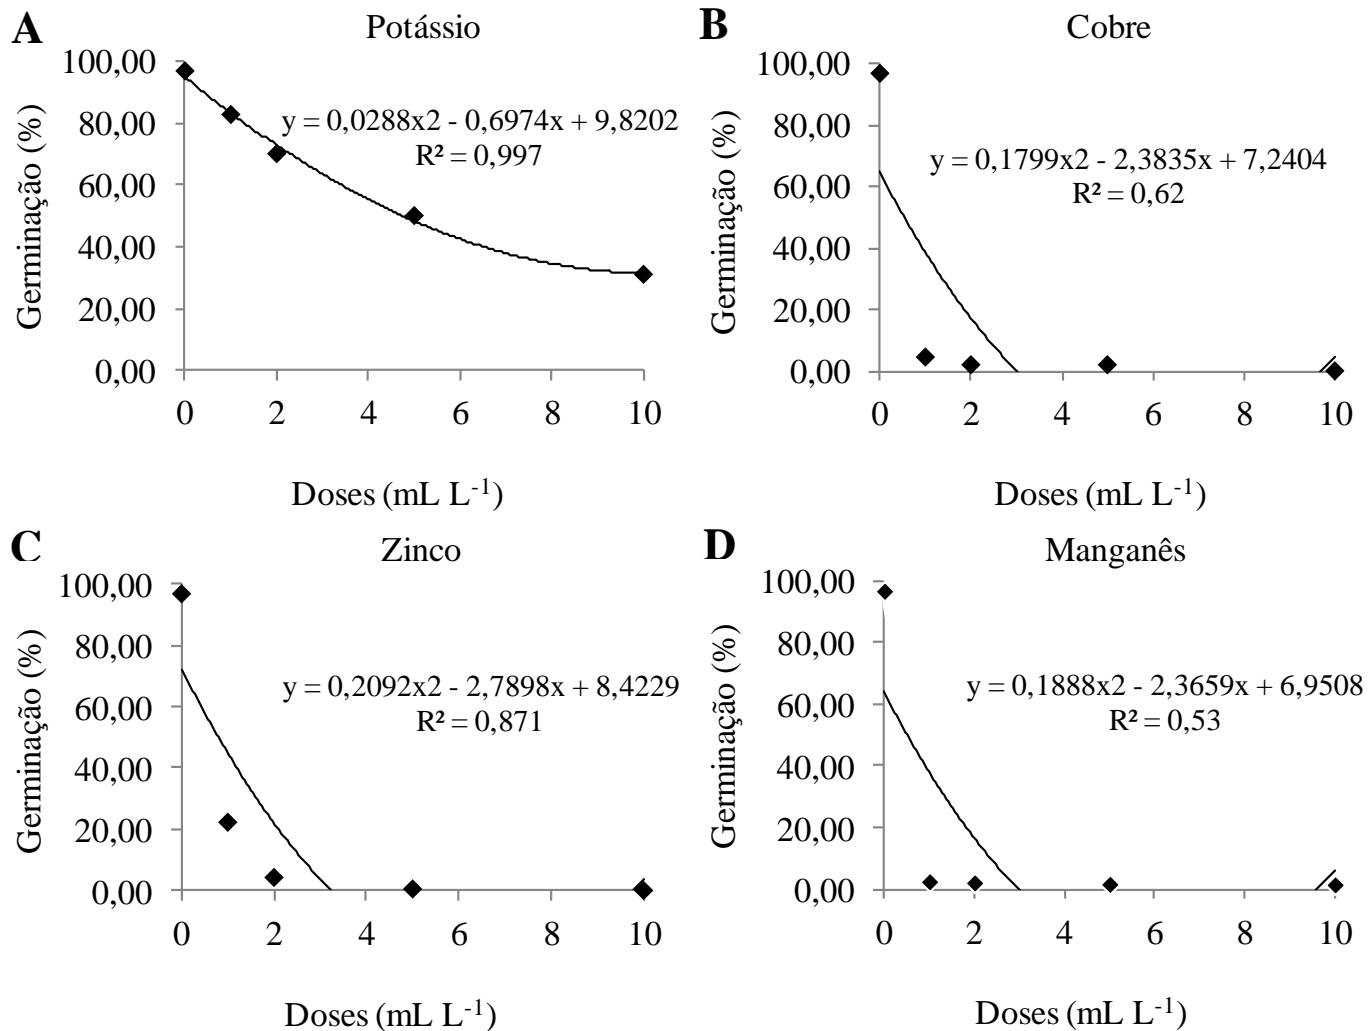 A
Potássio
Germinação (%)
100,00
80,00
60,00
40,00
20,00
0,00
y = 0,0288x2 - 0,6974x + 9,8202
R² = 0,997
0 2 4 6 8 10
Doses (mL L⁻¹)
B
Cobre
Germinação (%)
100,00
80,00
60,00
40,00
20,00
0,00
y = 0,1799x2 - 2,3835x + 7,2404
R² = 0,62
0 2 4 6 8 10
Doses (mL L⁻¹)
C
Zinco
Germinação (%)
100,00
80,00
60,00
40,00
20,00
0,00
y = 0,2092x2 - 2,7898x + 8,4229
R² = 0,871
0 2 4 6 8 10
Doses (mL L⁻¹)
D
Manganês
Germinação (%)
100,00
80,00
60,00
40,00
20,00
0,00
y = 0,1888x2 - 2,3659x + 6,9508
R² = 0,53
0 2 4 6 8 10
Doses (mL L⁻¹)